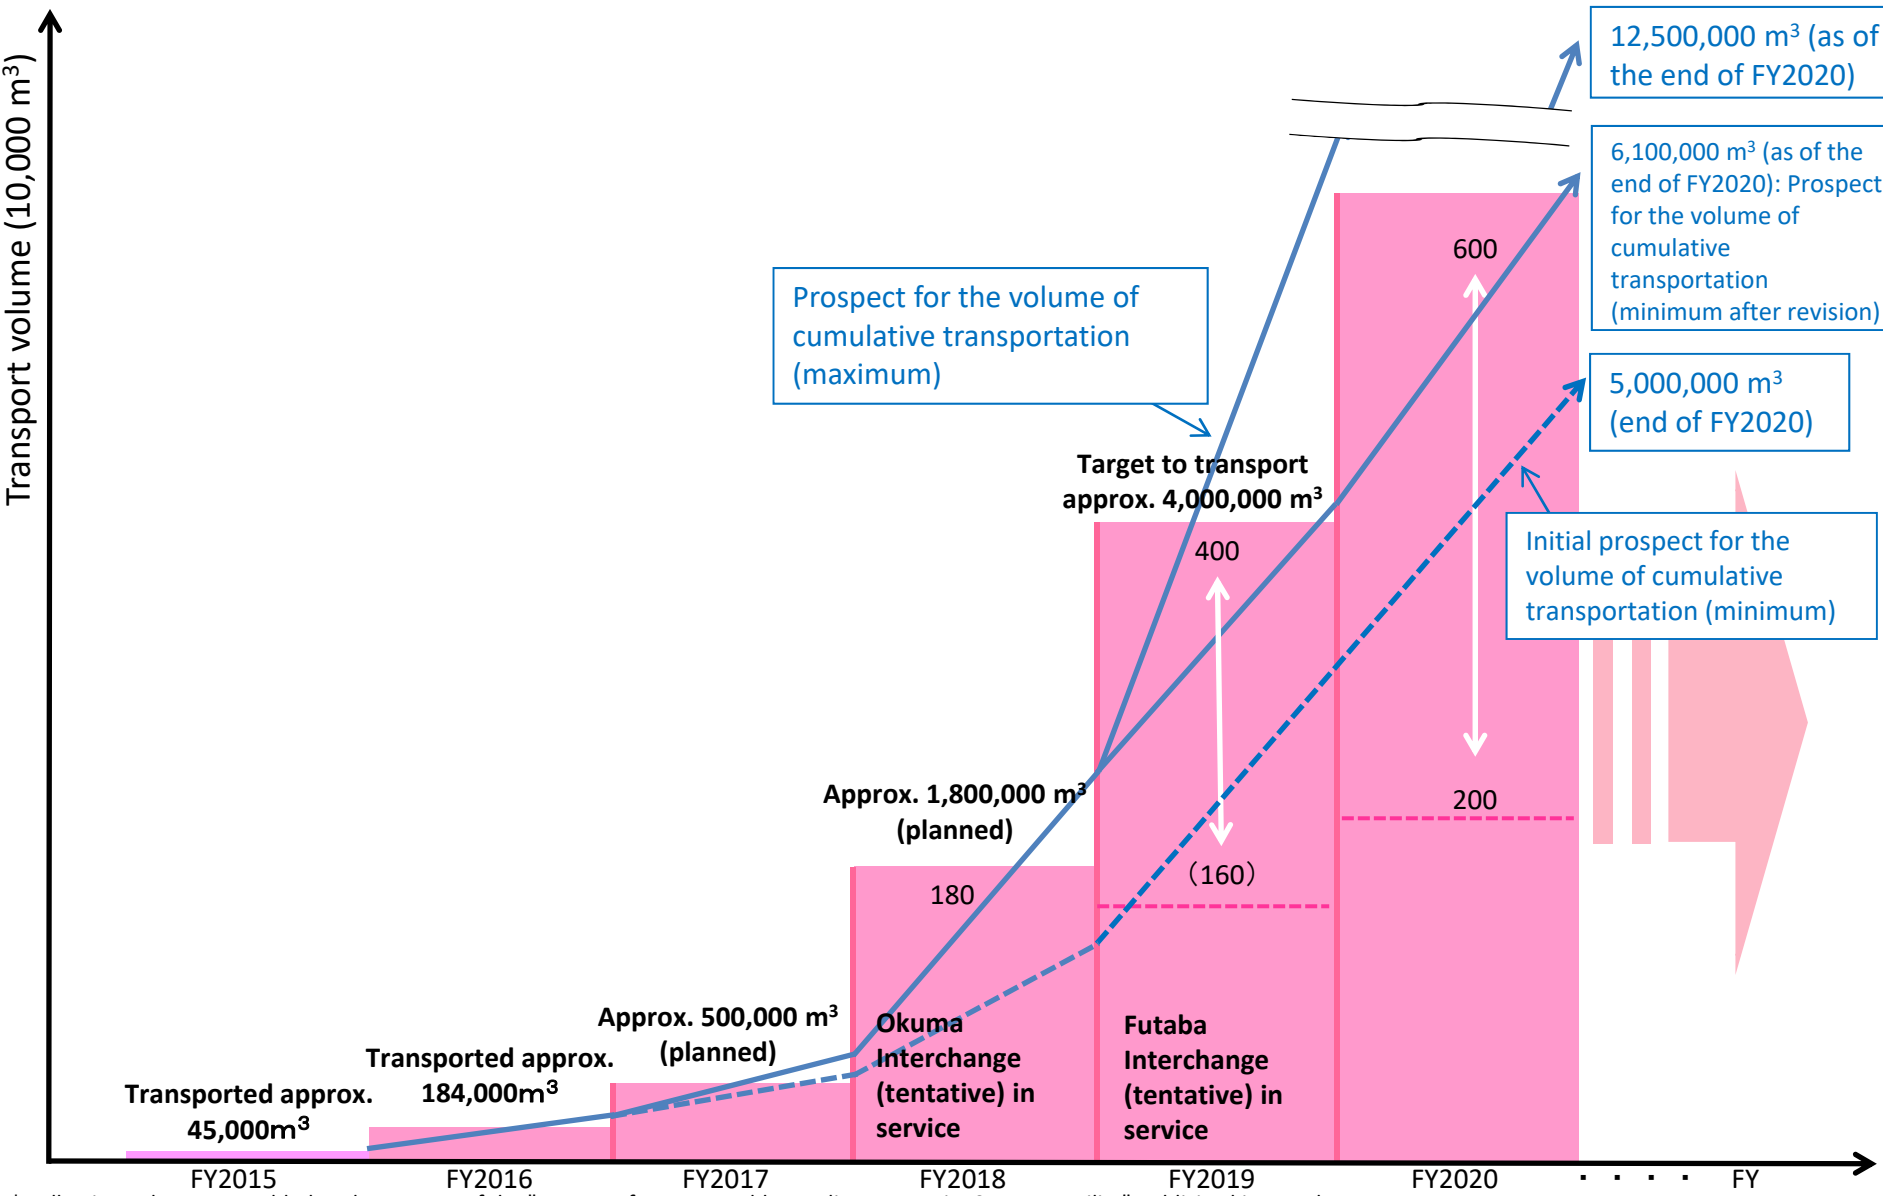 Transport volume (10,000 m³)
12,500,000 m³ (as of
the end of FY2020)
6,100,000 m³ (as of the
end of FY2020): Prospect
for the volume of
cumulative
transportation
(minimum after revision)
5,000,000 m³
(end of FY2020)
Initial prospect for the
volume of cumulative
transportation (minimum)
Prospect for the volume of
cumulative transportation
(maximum)
Target to transport
approx. 4,000,000 m³
600
400
200
(160)
Approx. 1,800,000 m³
(planned)
180
Approx. 500,000 m³
(planned)
Transported approx.
184,000m³
Transported approx.
45,000m³
Okuma
Interchange
(tentative) in
service
Futaba
Interchange
(tentative) in
service
FY2015 FY2016 FY2017 FY2018 FY2019 FY2020 · · · · FY